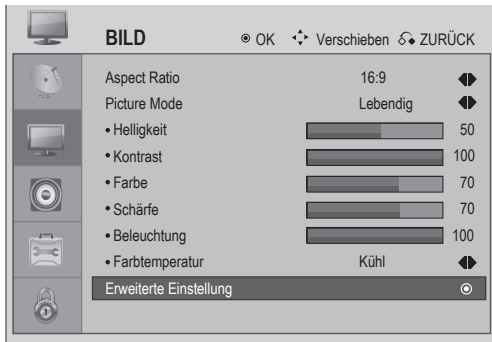 BILD OK Verschieben ZURÜCK
Aspect Ratio 16:9
Picture Mode Lebendig
• Helligkeit 50
• Kontrast 100
• Farbe 70
• Schärfe 70
• Beleuchtung 100
• Farbtemperatur Kühl
Erweiterte Einstellung